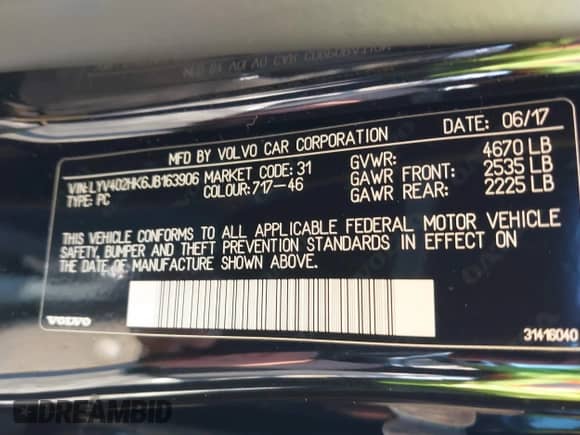 MFD BY VOLVO CAR CORPORATION DATE: 06/17
VIN:LYV402HK6JB163906 MARKET CODE: 31 GVWR: 4670 LB
TYPE: PC COLOUR:717-46 GAWR FRONT: 2535 LB
GAWR REAR: 2225 LB
THIS VEHICLE CONFORMS TO ALL APPLICABLE FEDERAL MOTOR VEHICLE
SAFETY, BUMPER AND THEFT PREVENTION STANDARDS IN EFFECT ON
THE DATE OF MANUFACTURE SHOWN ABOVE.
VOLVO 31416040
DREAMBID